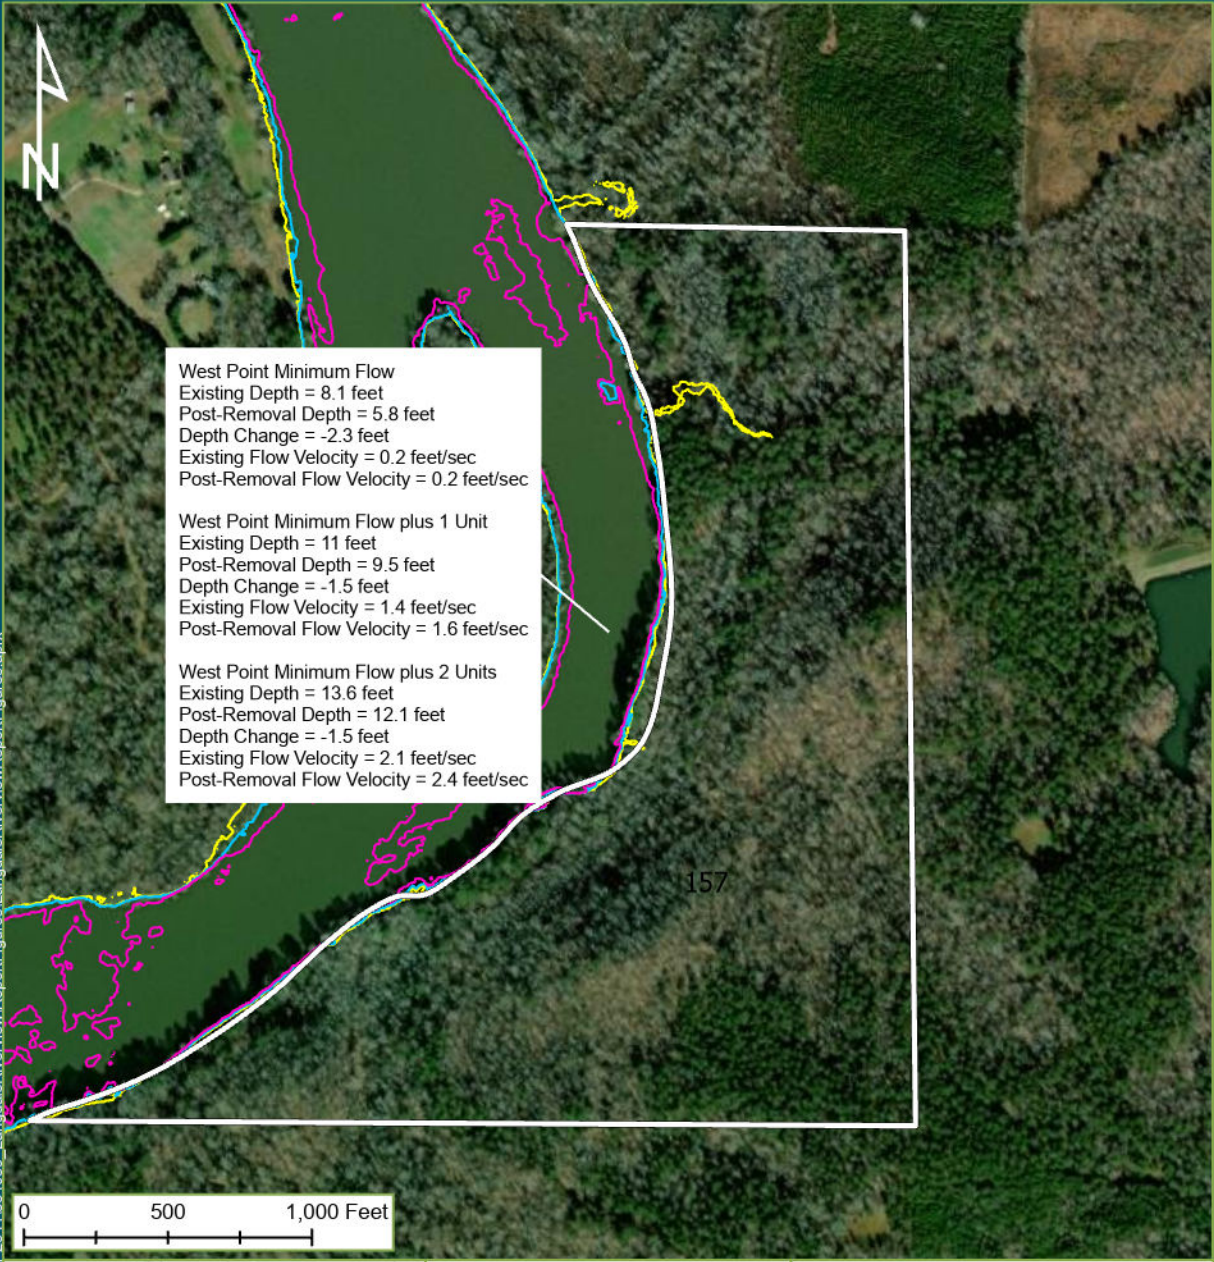 N
West Point Minimum Flow
Existing Depth = 8.1 feet
Post-Removal Depth = 5.8 feet
Depth Change = -2.3 feet
Existing Flow Velocity = 0.2 feet/sec
Post-Removal Flow Velocity = 0.2 feet/sec
West Point Minimum Flow plus 1 Unit
Existing Depth = 11 feet
Post-Removal Depth = 9.5 feet
Depth Change = -1.5 feet
Existing Flow Velocity = 1.4 feet/sec
Post-Removal Flow Velocity = 1.6 feet/sec
West Point Minimum Flow plus 2 Units
Existing Depth = 13.6 feet
Post-Removal Depth = 12.1 feet
Depth Change = -1.5 feet
Existing Flow Velocity = 2.1 feet/sec
Post-Removal Flow Velocity = 2.4 feet/sec
157
0 500 1,000 Feet